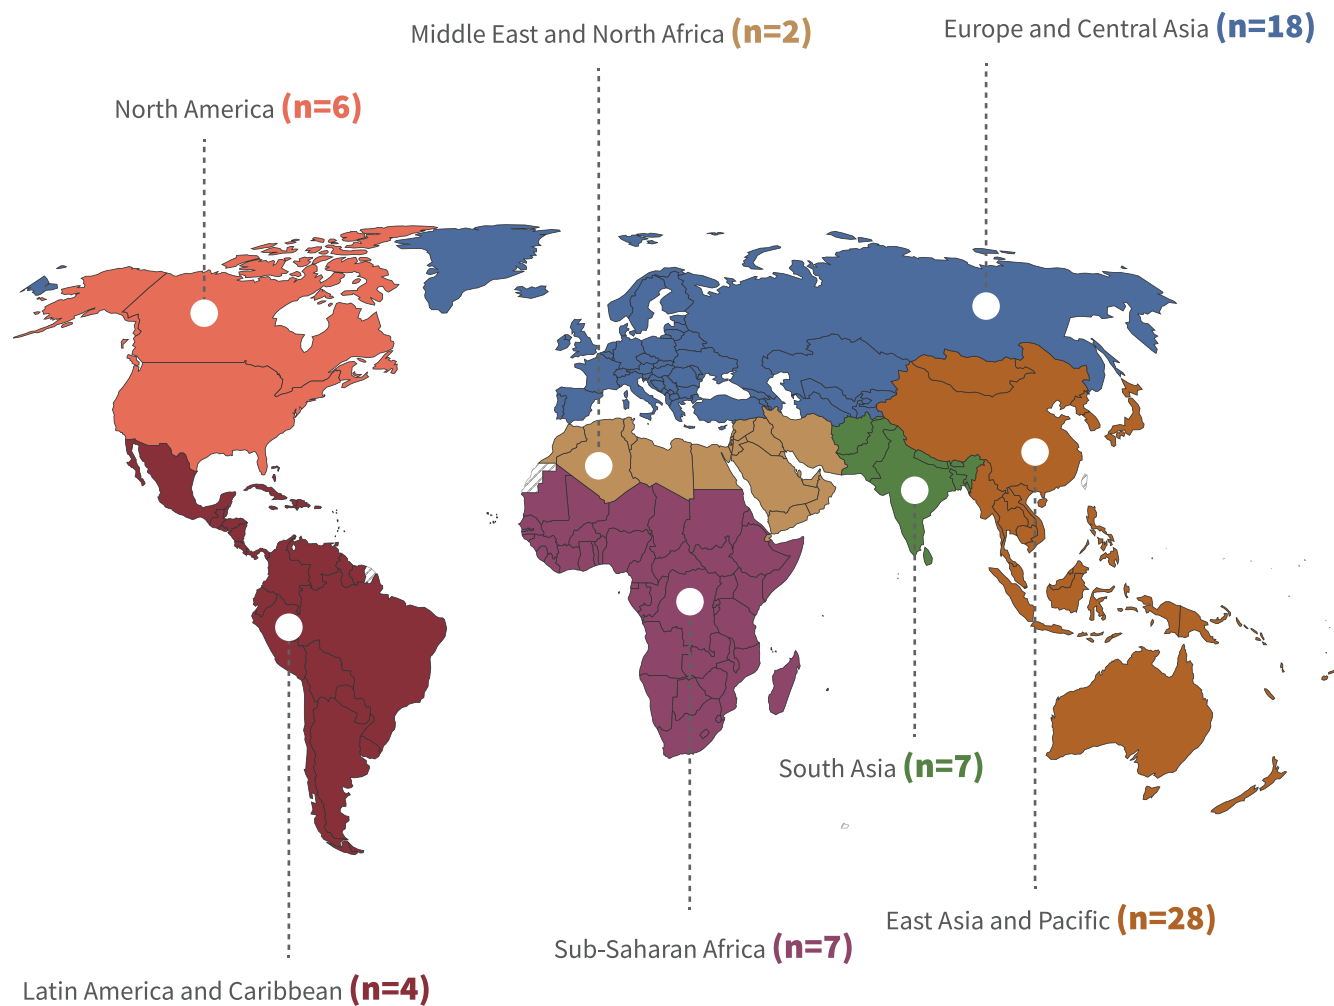 Europe and Central Asia (n=18)
Middle East and North Africa (n=2)
North America (n=6)
South Asia (n=7)
East Asia and Pacific (n=28)
Sub-Saharan Africa (n=7)
Latin America and Caribbean (n=4)